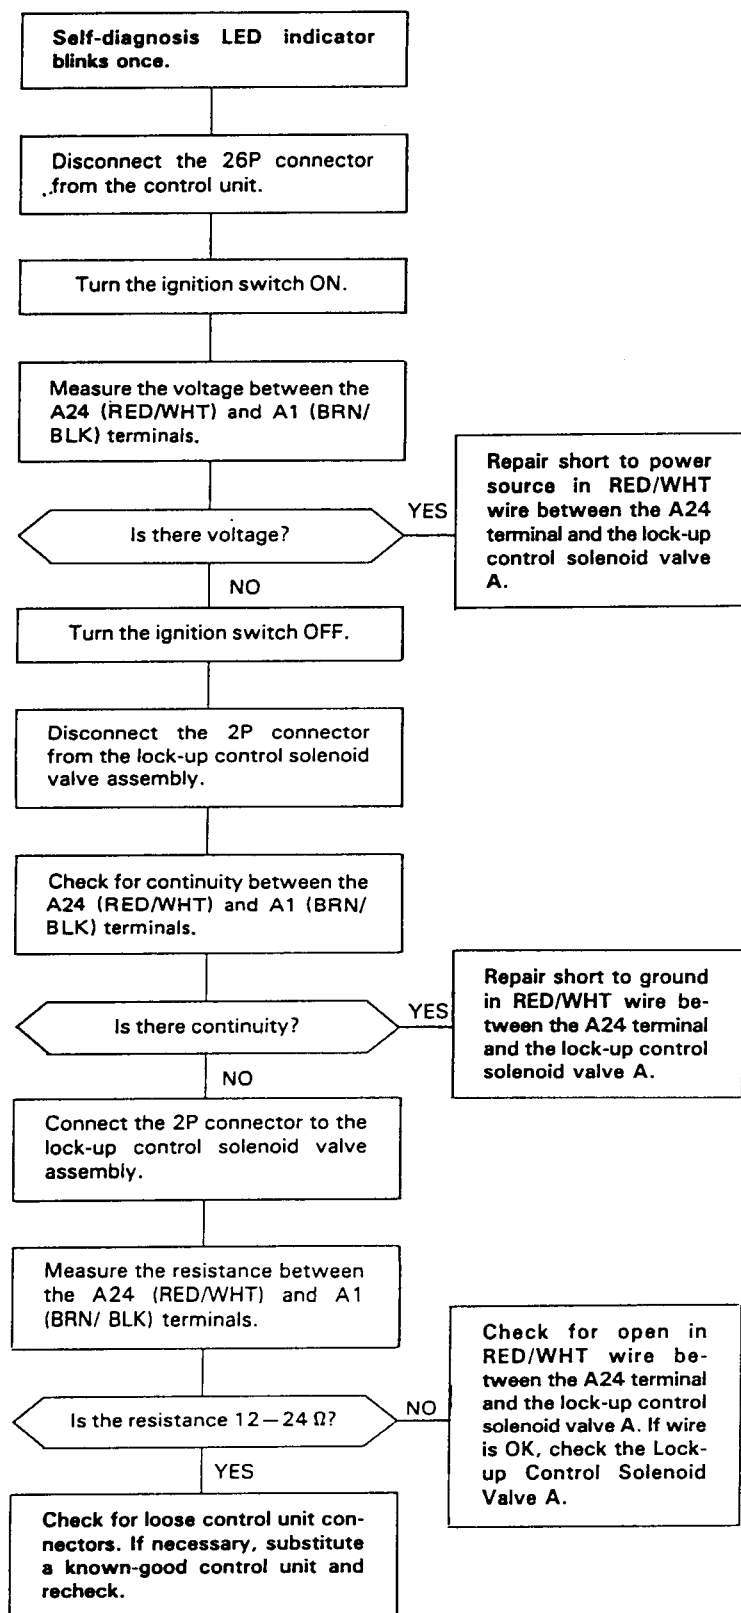 Self-diagnosis LED indicator
blinks once.
Disconnect the 26P connector
from the control unit.
Turn the ignition switch ON.
Measure the voltage between the
A24 (RED/WHT) and A1 (BRN/
BLK) terminals.
Is there voltage?
YES
Repair short to power
source in RED/WHT
wire between the A24
terminal and the lock-up
control solenoid valve
A.
NO
Turn the ignition switch OFF.
Disconnect the 2P connector
from the lock-up control solenoid
valve assembly.
Check for continuity between the
A24 (RED/WHT) and A1 (BRN/
BLK) terminals.
Is there continuity?
YES
Repair short to ground
in RED/WHT wire be-
tween the A24 terminal
and the lock-up control
solenoid valve A.
NO
Connect the 2P connector to the
lock-up control solenoid valve
assembly.
Measure the resistance between
the A24 (RED/WHT) and A1
(BRN/ BLK) terminals.
Is the resistance 12—24 Ω?
NO
Check for open in
RED/WHT wire be-
tween the A24 terminal
and the lock-up control
solenoid valve A. If wire
is OK, check the Lock-
up Control Solenoid
Valve A.
YES
Check for loose control unit con-
nectors. If necessary, substitute
a known-good control unit and
recheck.